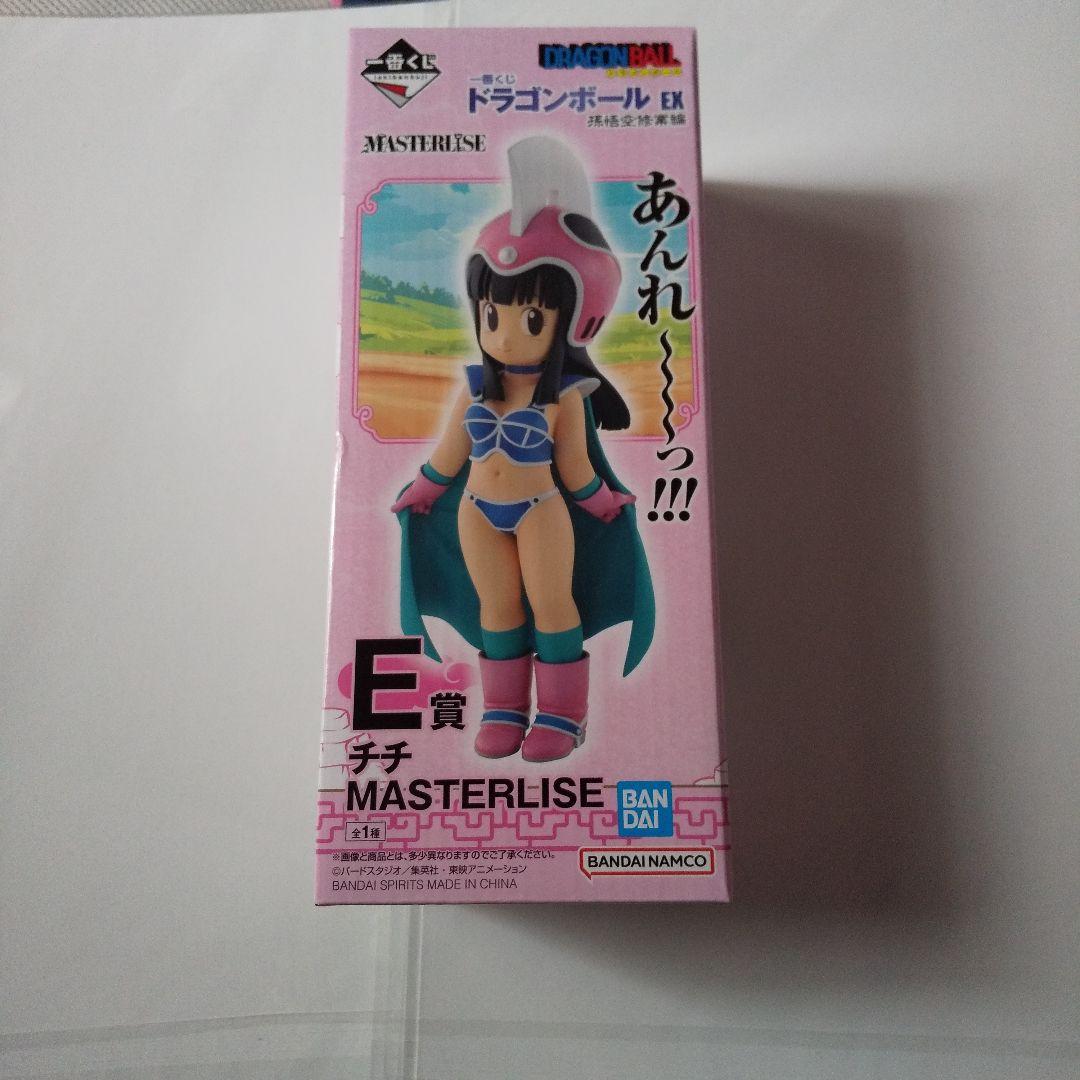 一番くじ
ICHIBANKUJI
DRAGONBALL
一番くじ
ドラゴンボール EX
孫悟空修業編
MASTERLISE
あんれ～～～～っ!!!
E賞
チチ
MASTERLISE
全1種
BAN
DAI
※画像と商品とは、多少異なりますのでご了承ください。
©バードスタジオ/集英社・東映アニメーション
BANDAI SPIRITS MADE IN CHINA
BANDAI NAMCO